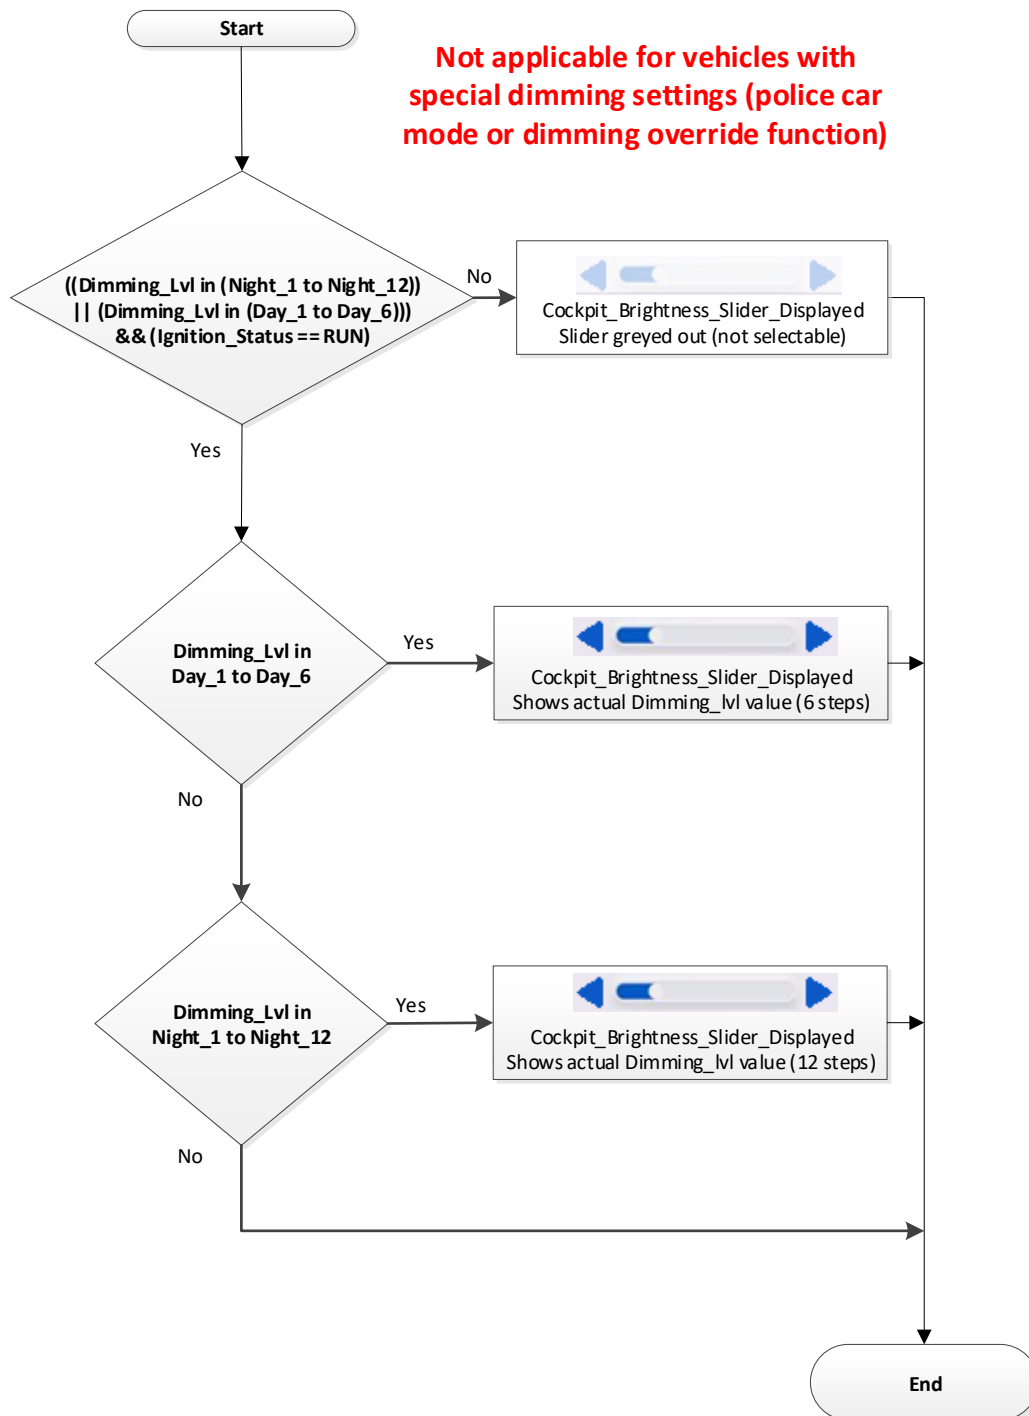 Start
Not applicable for vehicles with
special dimming settings (police car
mode or dimming override function)
((Dimming_Lvl in (Night_1 to Night_12))
|| (Dimming_Lvl in (Day_1 to Day_6)))
&& (Ignition_Status == RUN)
No
Cockpit_Brightness_Slider_Displayed
Slider greyed out (not selectable)
Yes
Dimming_Lvl in
Day_1 to Day_6
Yes
Cockpit_Brightness_Slider_Displayed
Shows actual Dimming_lvl value (6 steps)
No
Dimming_Lvl in
Night_1 to Night_12
Yes
Cockpit_Brightness_Slider_Displayed
Shows actual Dimming_lvl value (12 steps)
No
End